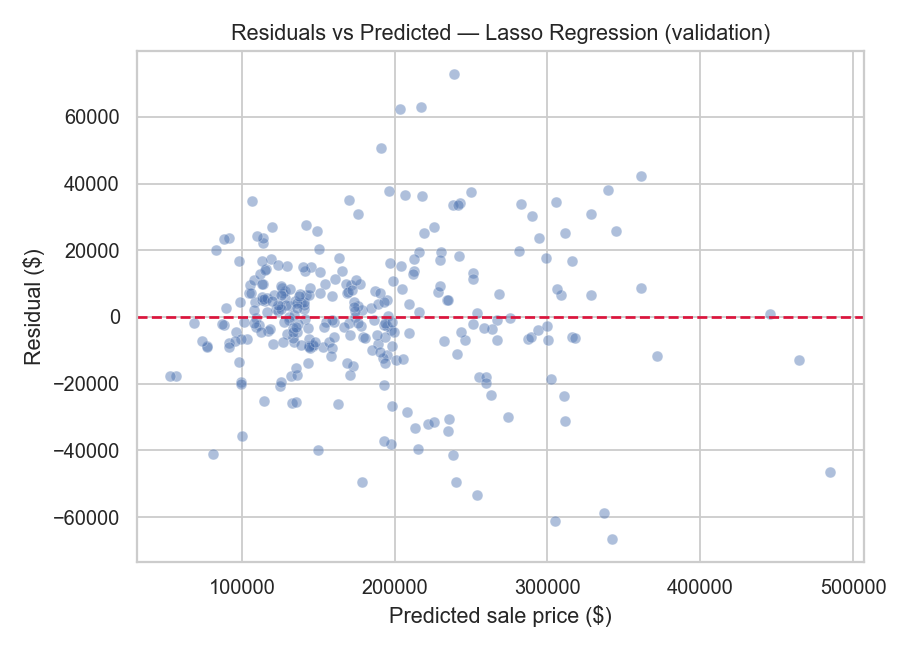 Residuals vs Predicted — Lasso Regression (validation)
60000
40000
20000
0
−20000
−40000
−60000
Residual ($)
100000 200000 300000 400000 500000
Predicted sale price ($)